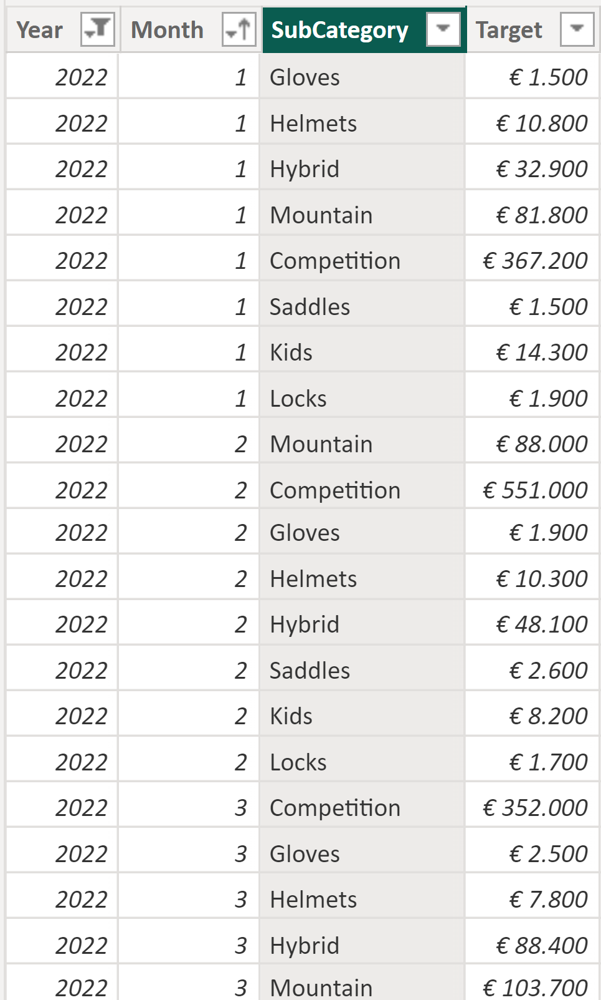 Year Month SubCategory Target
2022 1 Gloves € 1.500
2022 1 Helmets € 10.800
2022 1 Hybrid € 32.900
2022 1 Mountain € 81.800
2022 1 Competition € 367.200
2022 1 Saddles € 1.500
2022 1 Kids € 14.300
2022 1 Locks € 1.900
2022 2 Mountain € 88.000
2022 2 Competition € 551.000
2022 2 Gloves € 1.900
2022 2 Helmets € 10.300
2022 2 Hybrid € 48.100
2022 2 Saddles € 2.600
2022 2 Kids € 8.200
2022 2 Locks € 1.700
2022 3 Competition € 352.000
2022 3 Gloves € 2.500
2022 3 Helmets € 7.800
2022 3 Hybrid € 88.400
2022 3 Mountain € 103.700